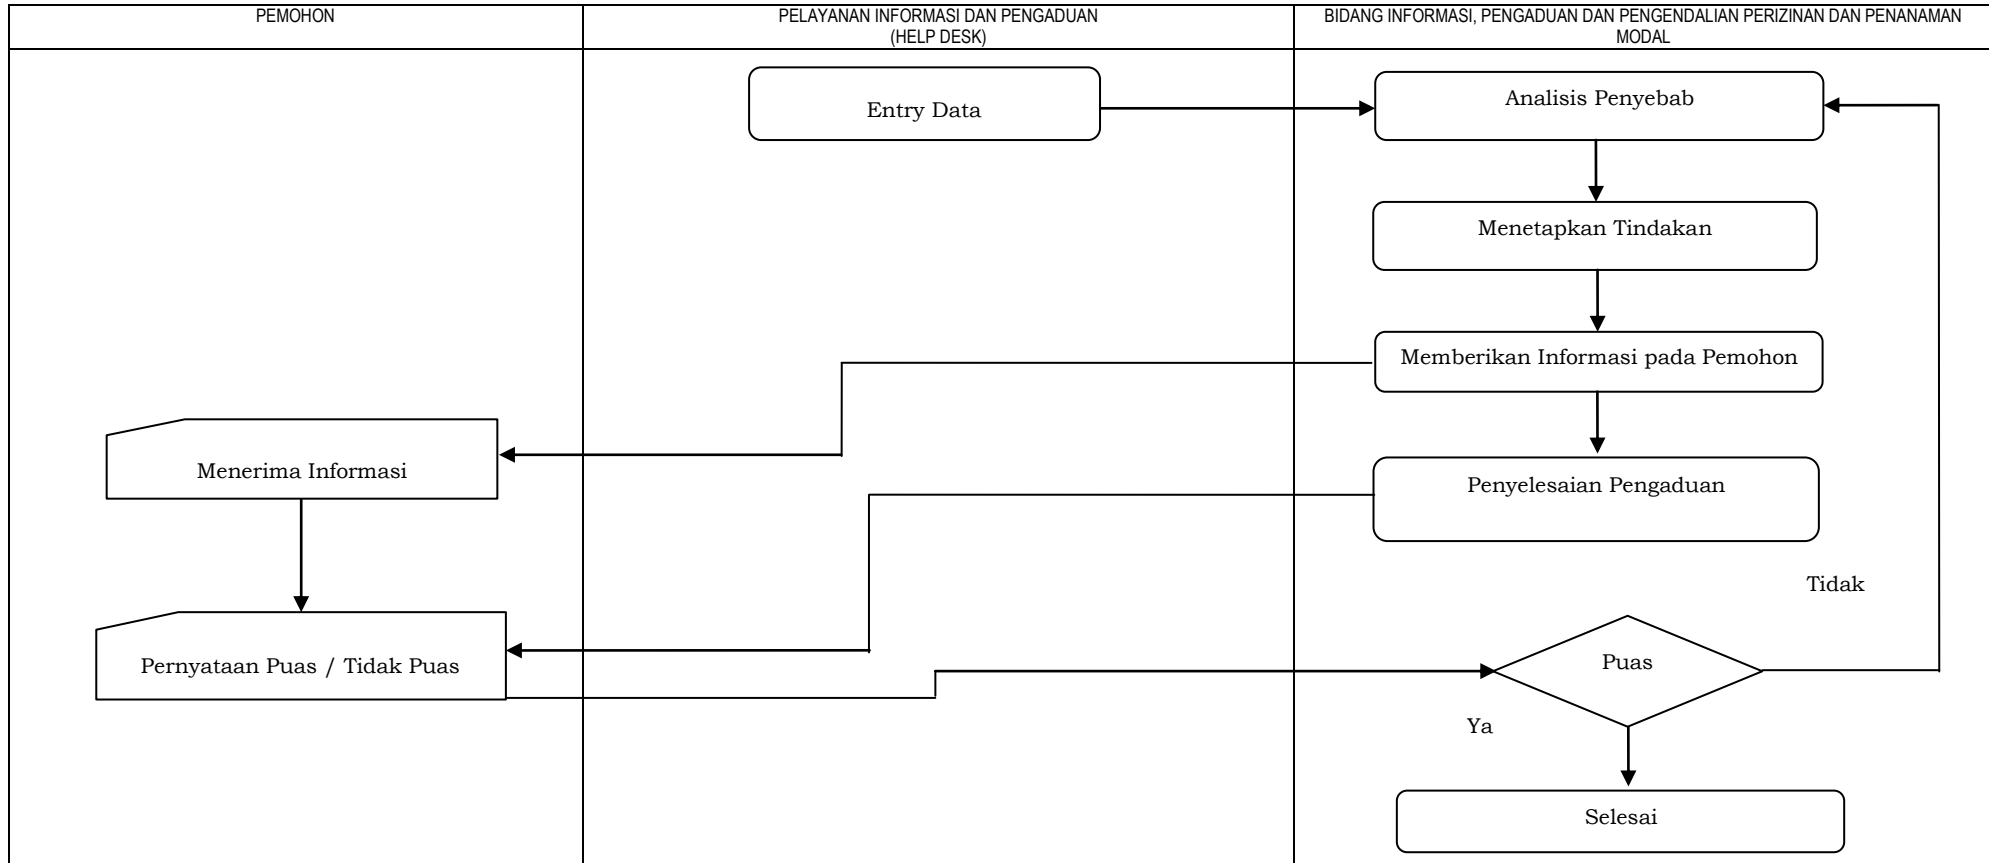 PEMOHON
PELAYANAN INFORMASI DAN PENGADUAN
(HELP DESK)
BIDANG INFORMASI, PENGADUAN DAN PENGENDALIAN PERIZINAN DAN PENANAMAN
MODAL
Entry Data
Analisis Penyebab
Menetapkan Tindakan
Memberikan Informasi pada Pemohon
Menerima Informasi
Penyelesaian Pengaduan
Tidak
Pernyataan Puas / Tidak Puas
Puas
Ya
Selesai